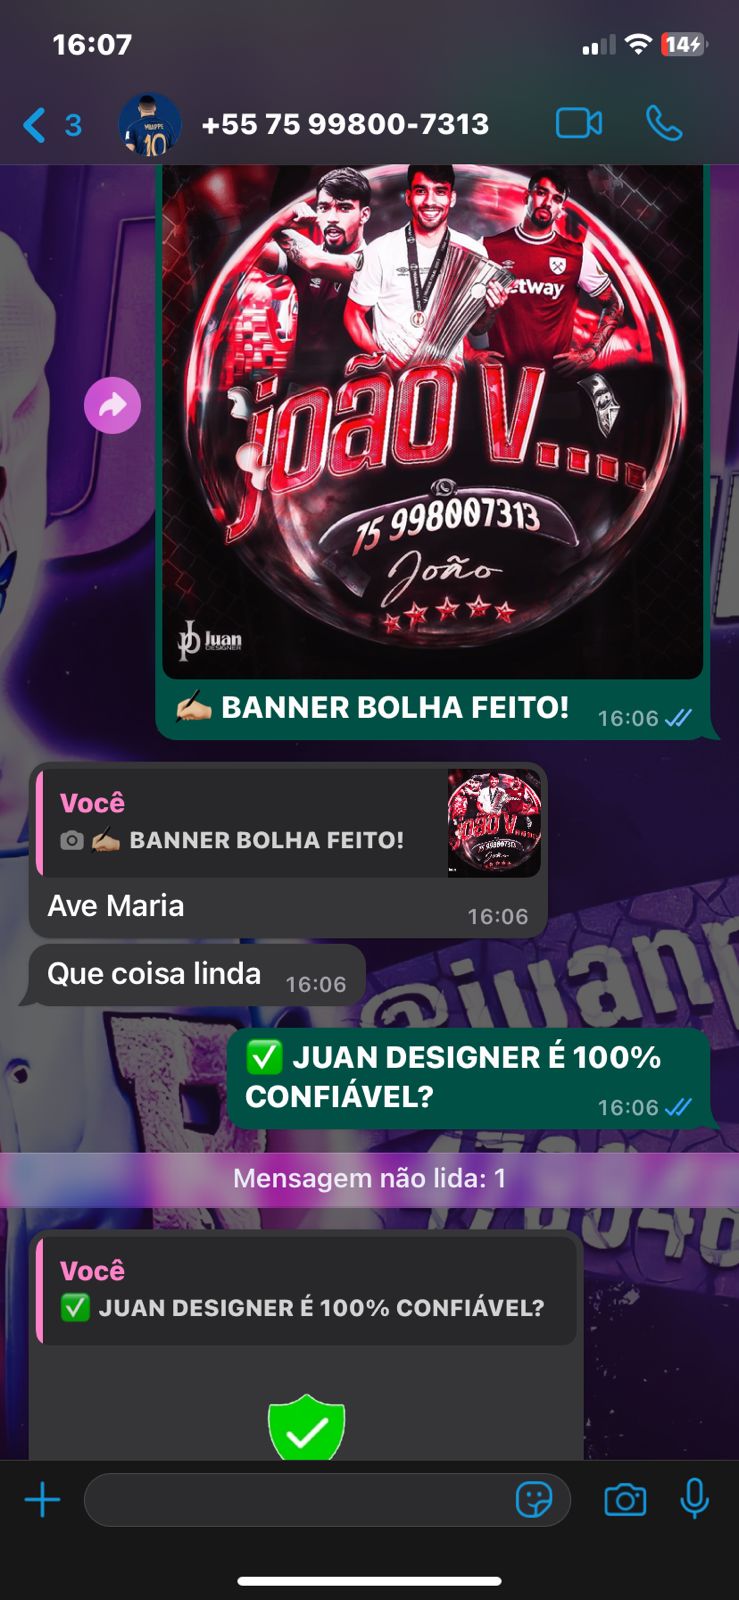 16:07
14
3
MBAPPE
10
+55 75 99800-7313
betway
joão V....
75 998007313
João
JD Juan
DESIGNER
✍🏼 BANNER BOLHA FEITO!
16:06
Você
✍🏼 BANNER BOLHA FEITO!
Ave Maria
16:06
Que coisa linda
16:06
✅ JUAN DESIGNER É 100%
CONFIÁVEL?
16:06
Mensagem não lida: 1
Você
✅ JUAN DESIGNER É 100% CONFIÁVEL?